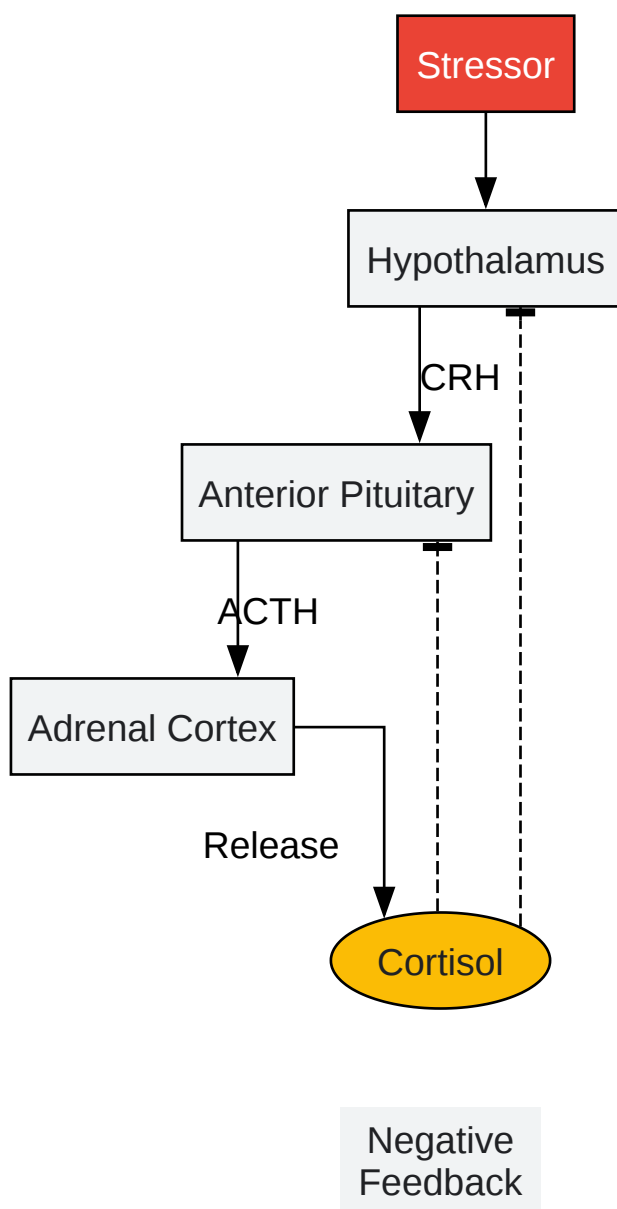 Stressor
Hypothalamus
CRH
Anterior Pituitary
ACTH
Adrenal Cortex
Release
Cortisol
Negative
Feedback